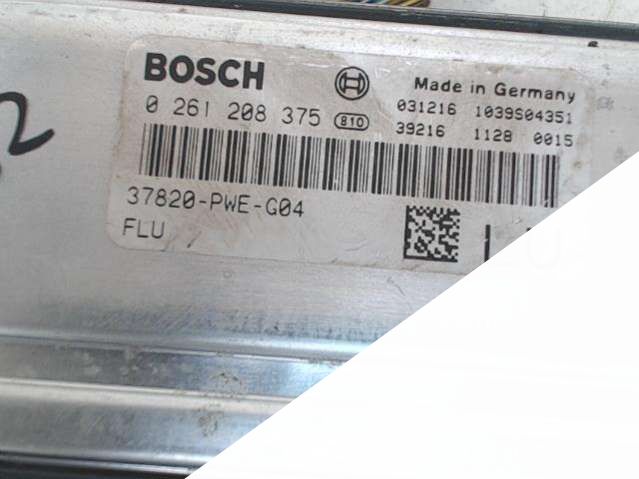 BOSCH
Made in Germany
0 261 208 375 810
031216 1039S04351
39216 1128 0015
37820-PWE-G04
FLU